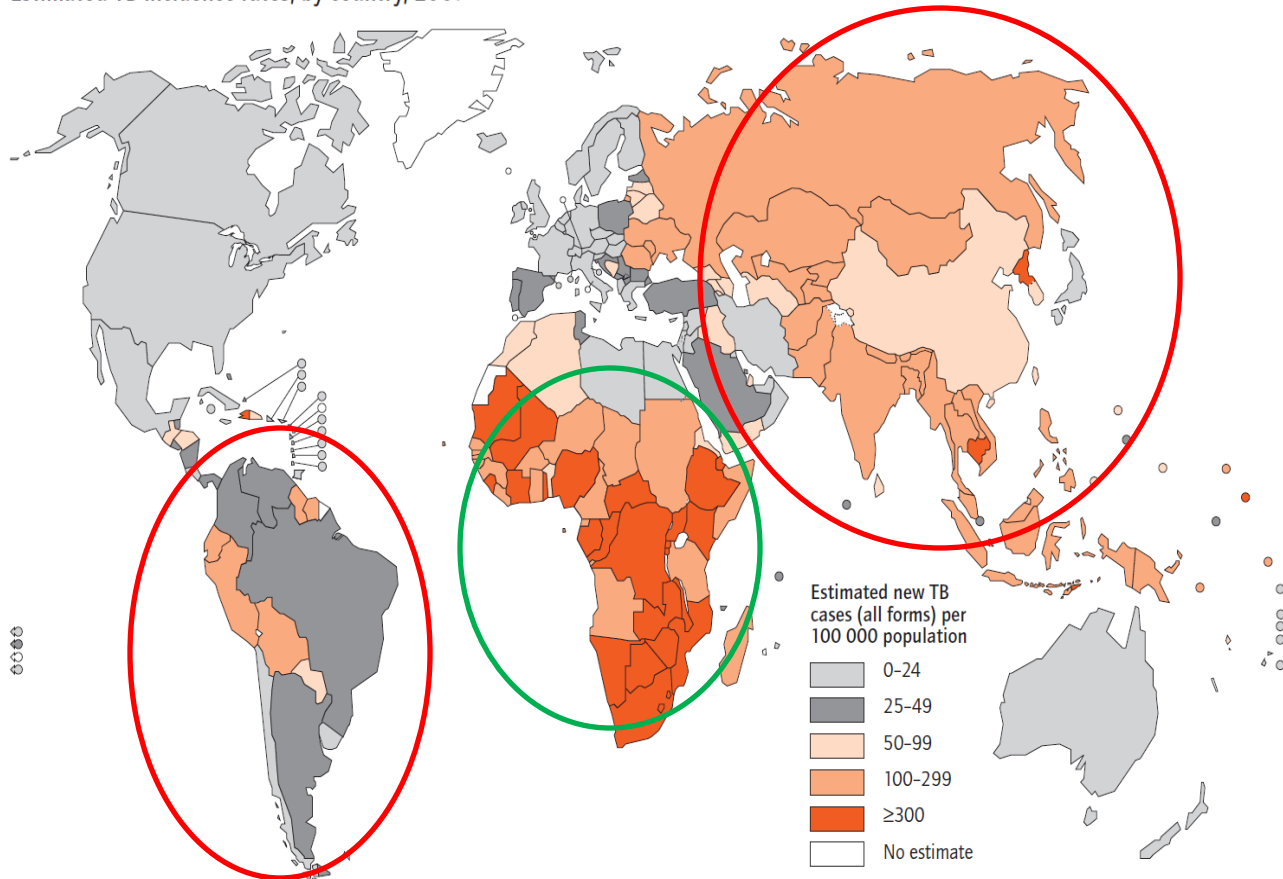 Estimated new TB
cases (all forms) per
100 000 population
0–24
25–49
50–99
100–299
≥300
No estimate